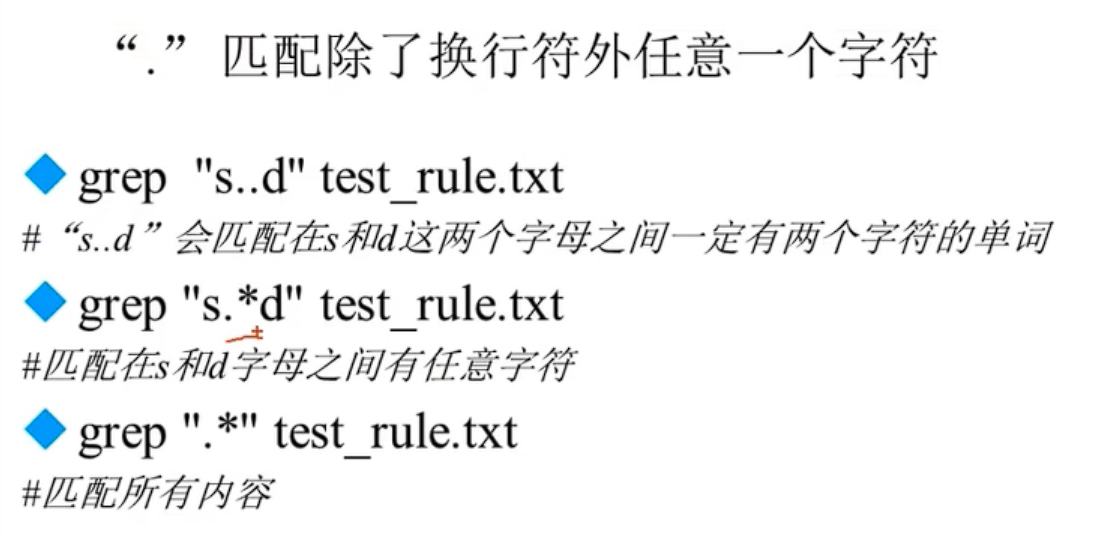 “.” 匹配除了换行符外任意一个字符
grep "s..d" test_rule.txt
#“s..d”会匹配在s和d这两个字母之间一定有两个字符的单词
grep "s.*d" test_rule.txt
#匹配在s和d字母之间有任意字符
grep ".*" test_rule.txt
#匹配所有内容